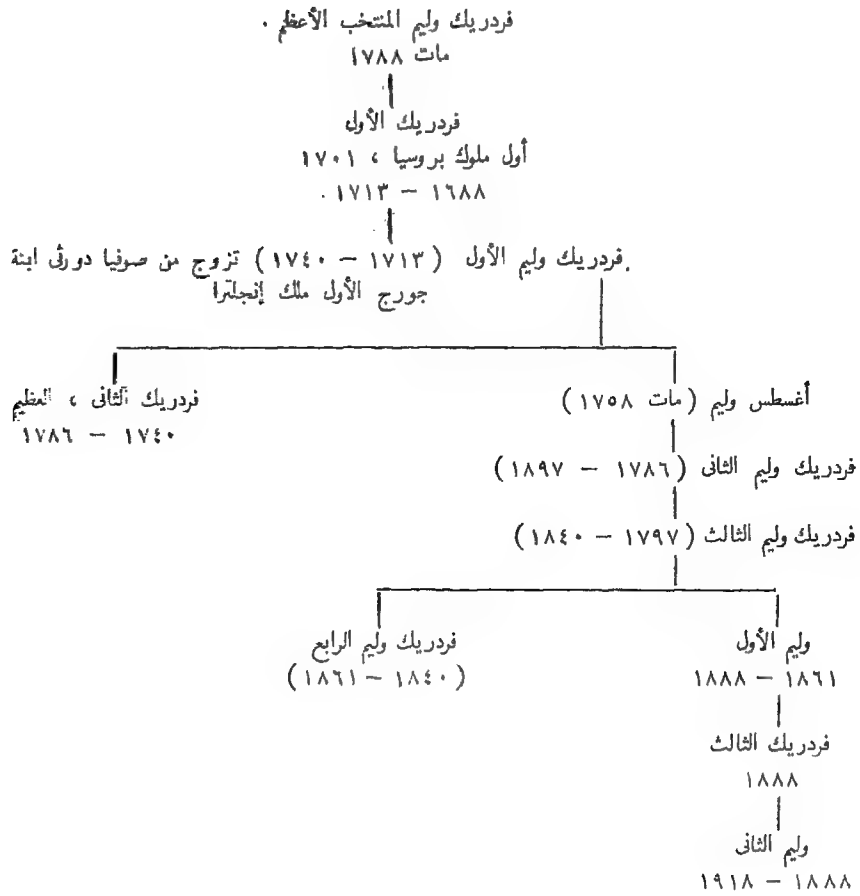 فردريك وليم المنتخب الأعظم .
مات ١٧٨٨
فردريك الأول
أول ملوك بروسيا ، ١٧٠١
١٦٨٨ – ١٧١٣ .
فردريك وليم الأول (١٧١٣ – ١٧٤٠) تزوج من صوفيا دورثى ابنة
جورج الأول ملك إنجلترا
أغسطس وليم (مات ١٧٥٨)
فردريك الثانى ، العظيم
١٧٤٠ – ١٧٨٦
فردريك وليم الثانى (١٧٨٦ – ١٨٩٧)
فردريك وليم الثالث (١٧٩٧ – ١٨٤٠)
وليم الأول
١٨٦١ – ١٨٨٨
فردريك وليم الرابع
(١٨٤٠ – ١٨٦١)
فردريك الثالث
١٨٨٨
وليم الثانى
١٨٨٨ – ١٩١٨